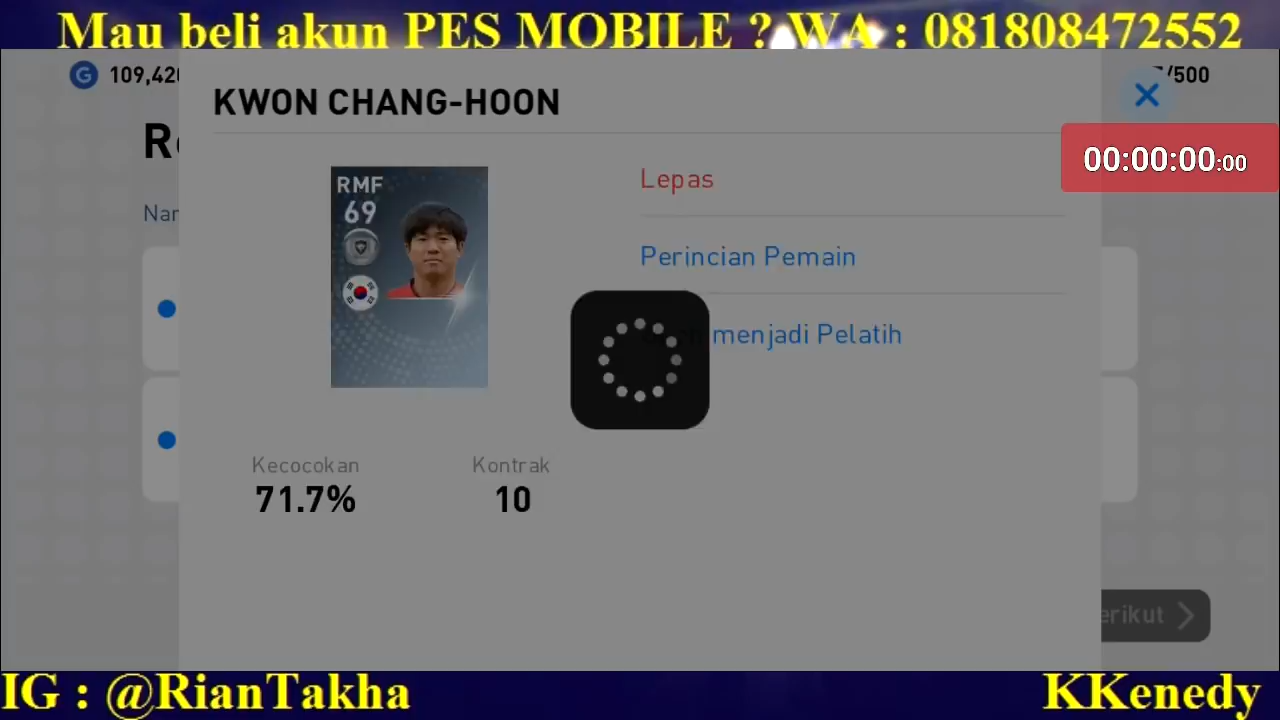 Mau beli akun PES MOBILE ? WA : 081808472552
G 109,420
/500
KWON CHANG-HOON
00:00:00:00
RMF
69
Lepas
Perincian Pemain
menjadi Pelatih
Kecocokan
Kontrak
71.7%
10
erikut
IG : @RianTakha
KKenedy